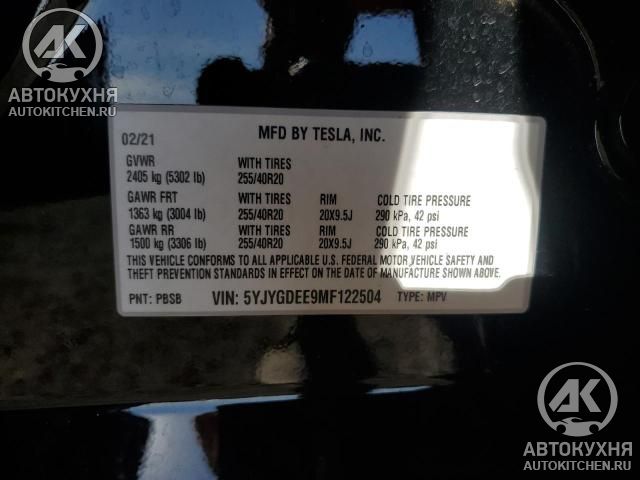 АК
АВТОКУХНЯ
AUTOKITCHEN.RU
02/21 MFD BY TESLA, INC.
GVWR WITH TIRES
2405 kg (5302 lb) 255/40R20
GAWR FRT WITH TIRES RIM COLD TIRE PRESSURE
1363 kg (3004 lb) 255/40R20 20X9.5J 290 kPa, 42 psi
GAWR RR WITH TIRES RIM COLD TIRE PRESSURE
1500 kg (3306 lb) 255/40R20 20X9.5J 290 kPa, 42 psi
THIS VEHICLE CONFORMS TO ALL APPLICABLE U.S. FEDERAL MOTOR VEHICLE SAFETY AND
THEFT PREVENTION STANDARDS IN EFFECT ON THE DATE OF MANUFACTURE SHOWN ABOVE.
PNT: PBSB VIN: 5YJYGDEE9MF122504 TYPE: MPV
АК
АВТОКУХНЯ
AUTOKITCHEN.RU